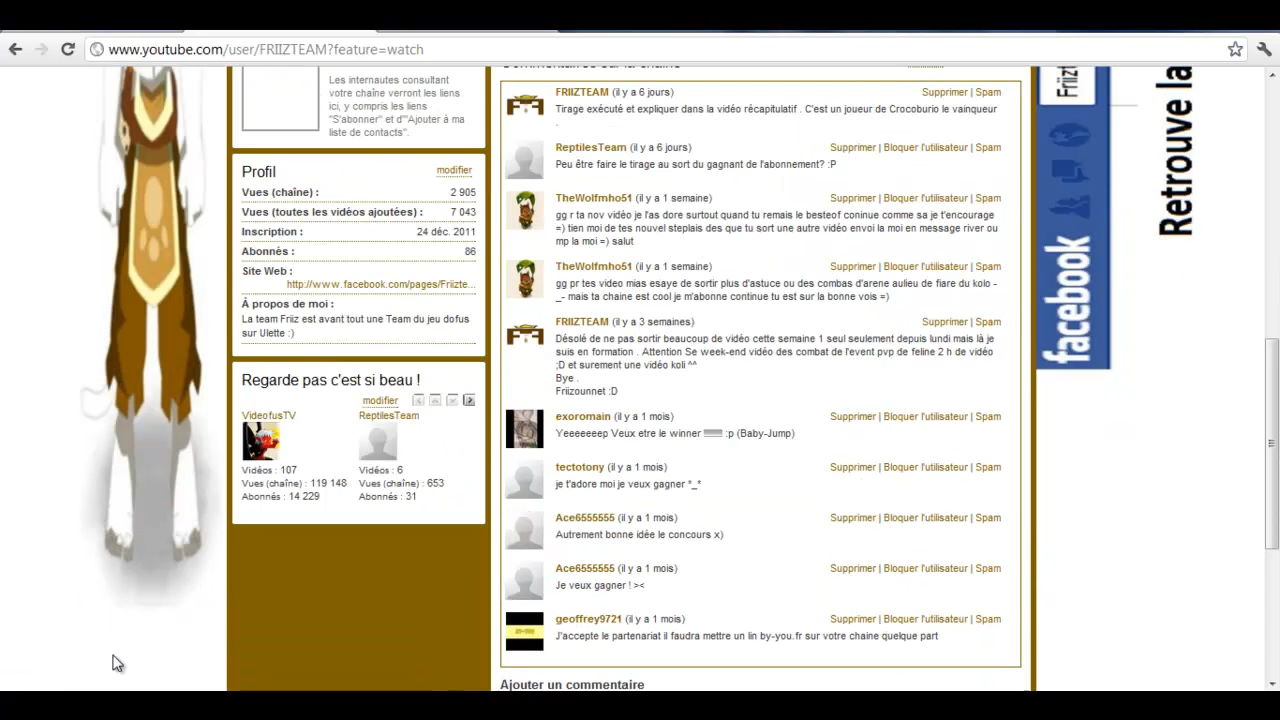 www.youtube.com/user/FRIIZTEAM?feature=watch
Les internautes consultant
votre chaîne verront les liens
ici, y compris les liens
"S'abonner" et d'"Ajouter à ma
liste de contacts".
Profil
modifier
Vues (chaîne) :
2 905
Vues (toutes les vidéos ajoutées) :
7 043
Inscription :
24 déc. 2011
Abonnés :
86
Site Web :
http://www.facebook.com/pages/Friizte...
À propos de moi :
La team Friiz est avant tout une Team du jeu dofus
sur Ulette :)
Regarde pas c'est si beau !
modifier
VideofusTV
Vidéos : 107
Vues (chaîne) : 119 148
Abonnés : 14 229
ReptilesTeam
Vidéos : 6
Vues (chaîne) : 653
Abonnés : 31
FRIIZTEAM (il y a 6 jours)
Supprimer | Spam
Tirage exécuté et expliquer dans la vidéo récapitulatif . C'est un joueur de Crocoburio le vainqueur
.
ReptilesTeam (il y a 6 jours)
Supprimer | Bloquer l'utilisateur | Spam
Peu être faire le tirage au sort du gagnant de l'abonnement? :P
TheWolfmho51 (il y a 1 semaine)
Supprimer | Bloquer l'utilisateur | Spam
gg r ta nov vidéo je l'as dore surtout quand tu remais le besteof coninue comme sa je t'encourage
=) tien moi de tes nouvel steplais des que tu sort une autre vidéo envoi la moi en message river ou
mp la moi =) salut
TheWolfmho51 (il y a 1 semaine)
Supprimer | Bloquer l'utilisateur | Spam
gg pr tes video mias esaye de sortir plus d'astuce ou des combas d'arene aulieu de fiare du kolo -
_- mais ta chaine est cool je m'abonne continue tu est sur la bonne vois =)
FRIIZTEAM (il y a 3 semaines)
Supprimer | Spam
Désolé de ne pas sortir beaucoup de vidéo cette semaine 1 seul seulement depuis lundi mais là je
suis en formation . Attention Se week-end vidéo des combat de l'event pvp de feline 2 h de vidéo
;D et surement une vidéo koli ^^
Bye .
Friizounnet :D
exoromain (il y a 1 mois)
Supprimer | Bloquer l'utilisateur | Spam
Yeeeeeeep Veux etre le winner :p (Baby-Jump)
tectotony (il y a 1 mois)
Supprimer | Bloquer l'utilisateur | Spam
je t'adore moi je veux gagner *_*
Ace6555555 (il y a 1 mois)
Supprimer | Bloquer l'utilisateur | Spam
Autrement bonne idée le concours x)
Ace6555555 (il y a 1 mois)
Supprimer | Bloquer l'utilisateur | Spam
Je veux gagner ! ><
geoffrey9721 (il y a 1 mois)
Supprimer | Bloquer l'utilisateur | Spam
J'accepte le partenariat il faudra mettre un lin by-you.fr sur votre chaine quelque part
Ajouter un commentaire
facebook
Retrouve la